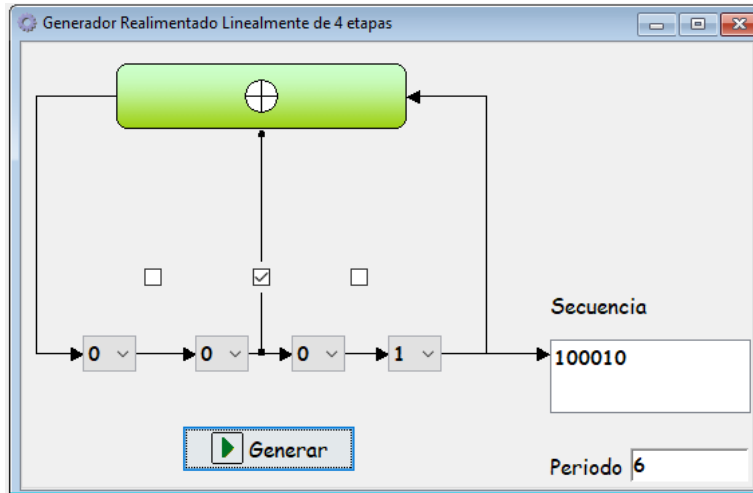 Generador Realimentado Linealmente de 4 etapas
Secuencia
0 0 0 1
100010
Generar
Periodo 6